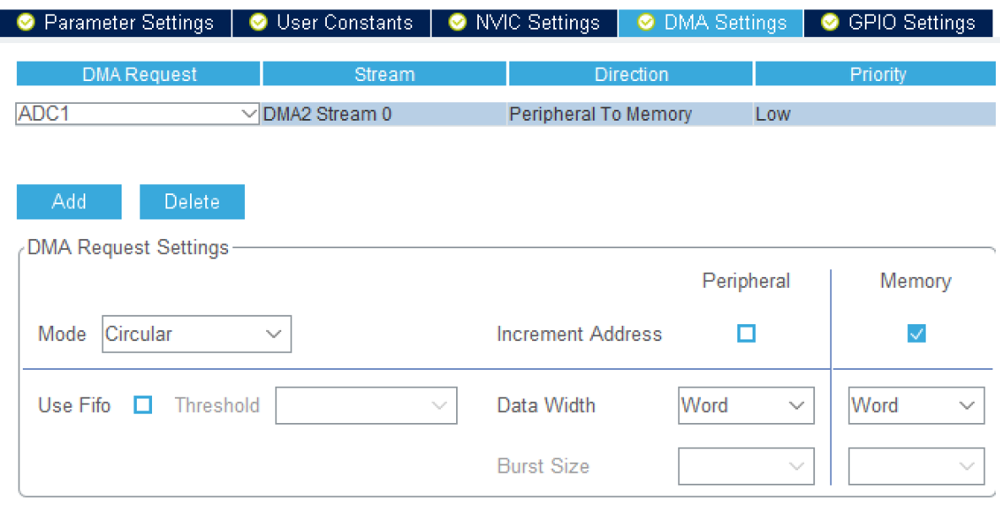 Parameter Settings User Constants NVIC Settings DMA Settings GPIO Settings
DMA Request Stream Direction Priority
ADC1 DMA2 Stream 0 Peripheral To Memory Low
Add Delete
DMA Request Settings
Peripheral Memory
Mode Circular Increment Address
Use Fifo Threshold Data Width Word Word
Burst Size